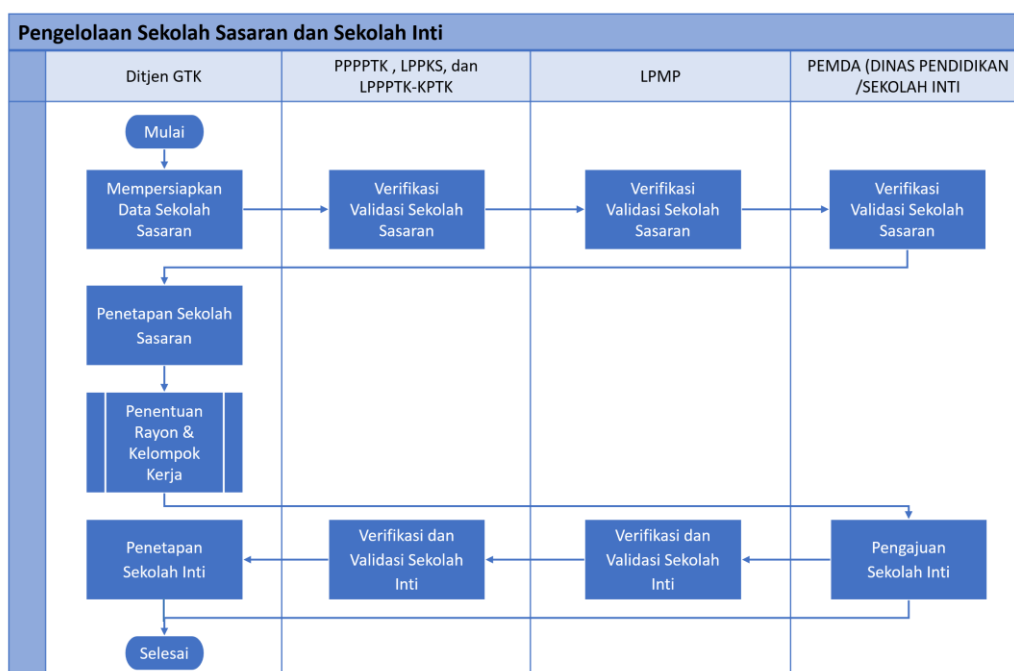 Pengelolaan Sekolah Sasaran dan Sekolah Inti
Ditjen GTK
PPPPTK , LPPKS, dan
LPPPTK-KPTK
LPMP
PEMDA (DINAS PENDIDIKAN
/SEKOLAH INTI
Mulai
Mempersiapkan
Data Sekolah
Sasaran
Verifikasi
Validasi Sekolah
Sasaran
Verifikasi
Validasi Sekolah
Sasaran
Verifikasi
Validasi Sekolah
Sasaran
Penetapan Sekolah
Sasaran
Penentuan
Rayon &
Kelompok
Kerja
Penetapan
Sekolah Inti
Verifikasi dan
Validasi Sekolah
Inti
Verifikasi dan
Validasi Sekolah
Inti
Pengajuan
Sekolah Inti
Selesai